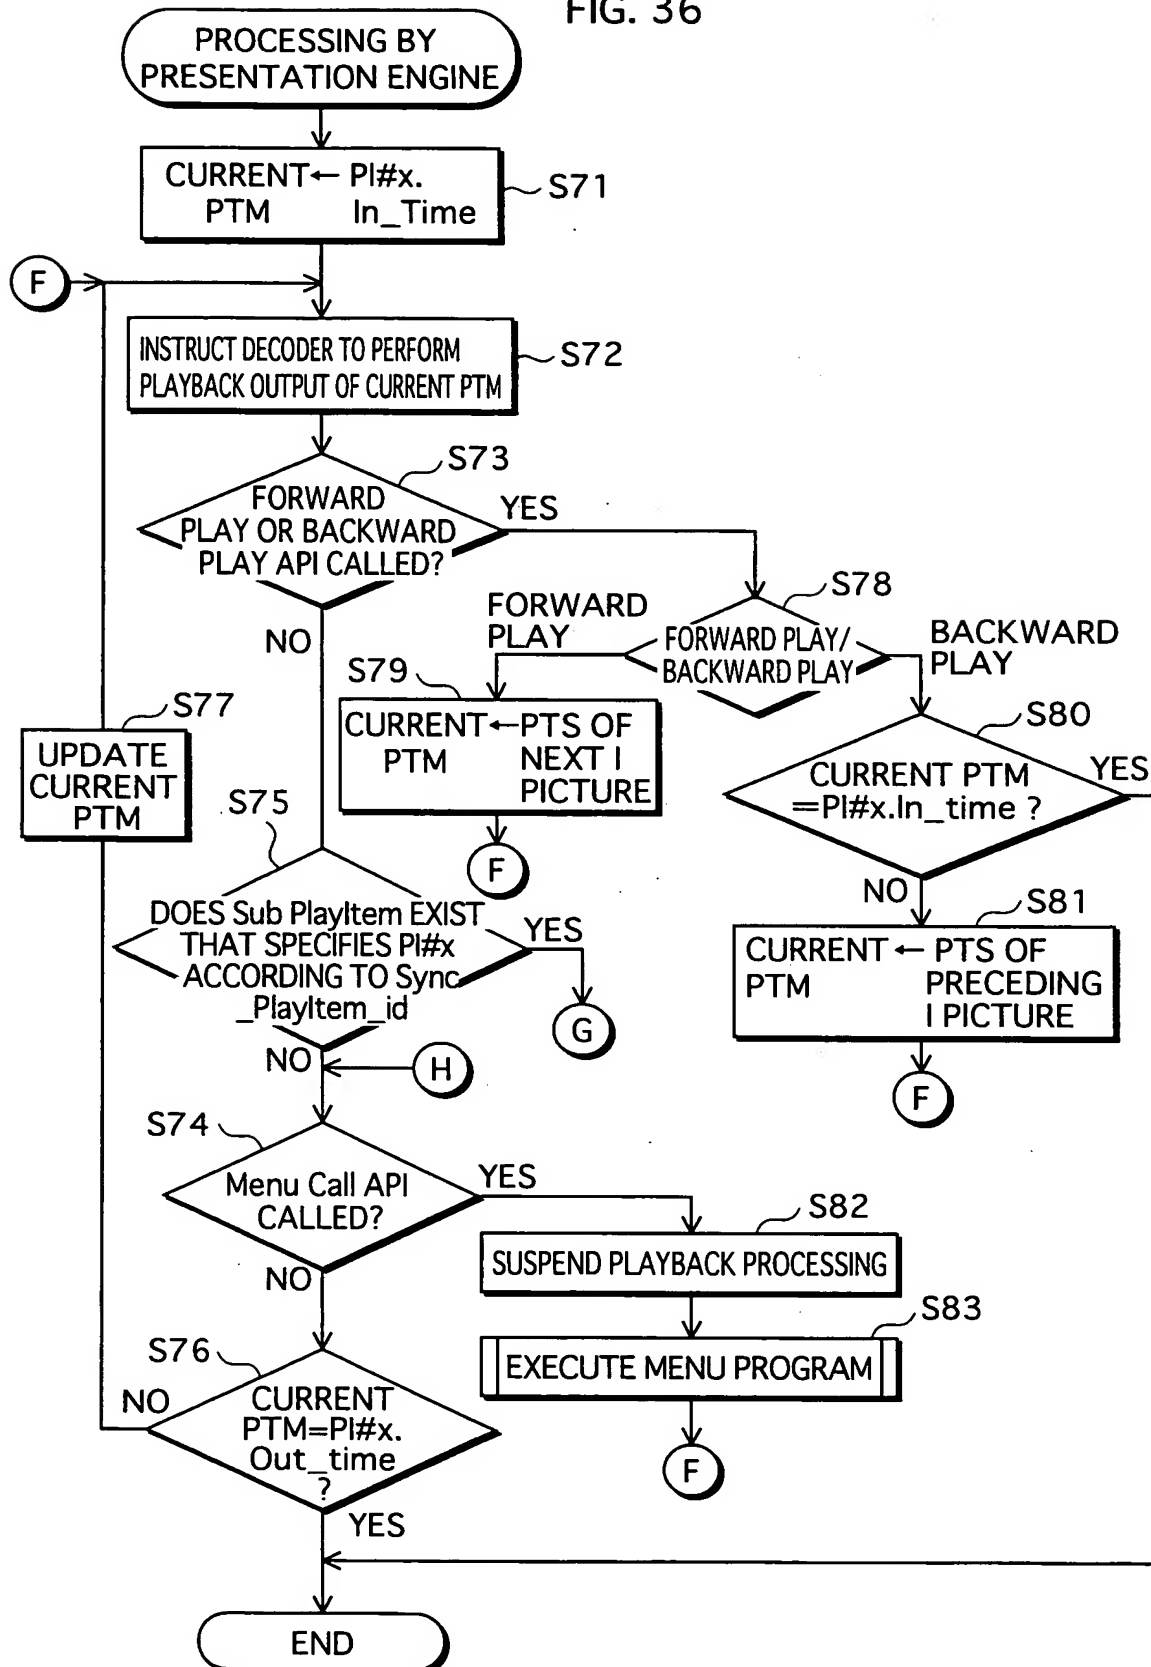 FIG. 36
PROCESSING BY
PRESENTATION ENGINE
CURRENT← PI#x.
PTM In_Time
S71
F
INSTRUCT DECODER TO PERFORM
PLAYBACK OUTPUT OF CURRENT PTM
S72
S73
FORWARD
PLAY OR BACKWARD
PLAY API CALLED?
YES
NO
S78
FORWARD PLAY/
BACKWARD PLAY
FORWARD
PLAY
BACKWARD
PLAY
S79
CURRENT←PTS OF
PTM NEXT I
PICTURE
F
S80
CURRENT PTM
=PI#x.In_time ?
YES
NO
S81
CURRENT ← PTS OF
PTM PRECEDING
I PICTURE
F
S77
UPDATE
CURRENT
PTM
S75
DOES Sub PlayItem EXIST
THAT SPECIFIES PI#x
ACCORDING TO Sync
_PlayItem_id
YES
G
NO
H
S74
Menu Call API
CALLED?
YES
NO
S82
SUSPEND PLAYBACK PROCESSING
S83
EXECUTE MENU PROGRAM
F
S76
CURRENT
PTM=PI#x.
Out_time
?
NO
YES
END